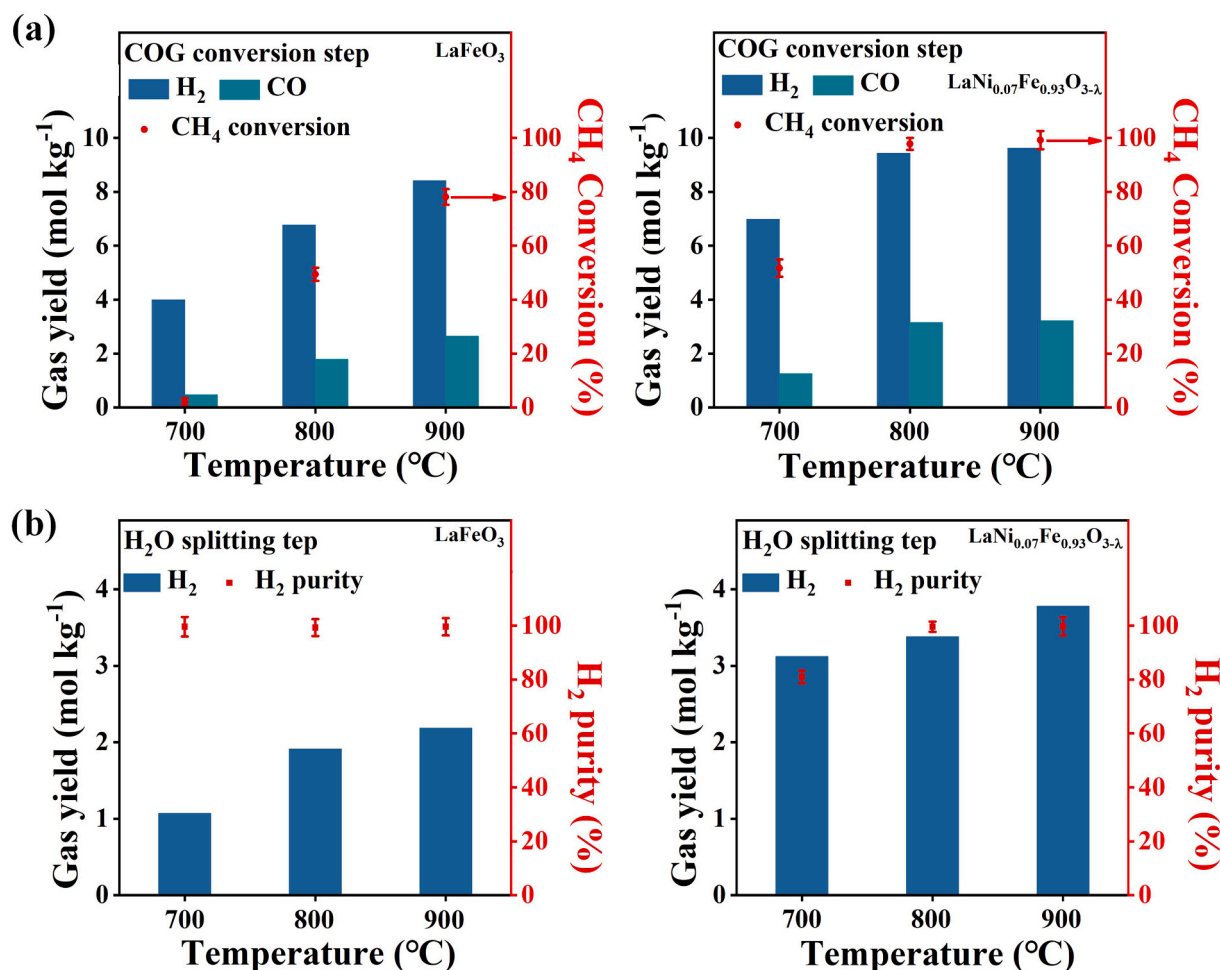 (a)
COG conversion step
LaFeO₃
H₂ CO
CH₄ conversion
10
8
6
4
2
0
Gas yield (mol kg⁻¹)
100
80
60
40
20
0
CH₄ Conversion (%)
700 800 900
Temperature (℃)
COG conversion step
H₂ CO
LaNi₀.₀₇Fe₀.₉₃O₃₋λ
CH₄ conversion
10
8
6
4
2
0
Gas yield (mol kg⁻¹)
100
80
60
40
20
0
CH₄ Conversion (%)
700 800 900
Temperature (℃)
(b)
H₂O splitting tep
LaFeO₃
H₂ H₂ purity
4
3
2
1
0
Gas yield (mol kg⁻¹)
100
80
60
40
20
0
H₂ purity (%)
700 800 900
Temperature (℃)
H₂O splitting tep
LaNi₀.₀₇Fe₀.₉₃O₃₋λ
H₂ H₂ purity
4
3
2
1
0
Gas yield (mol kg⁻¹)
100
80
60
40
20
0
H₂ purity (%)
700 800 900
Temperature (℃)